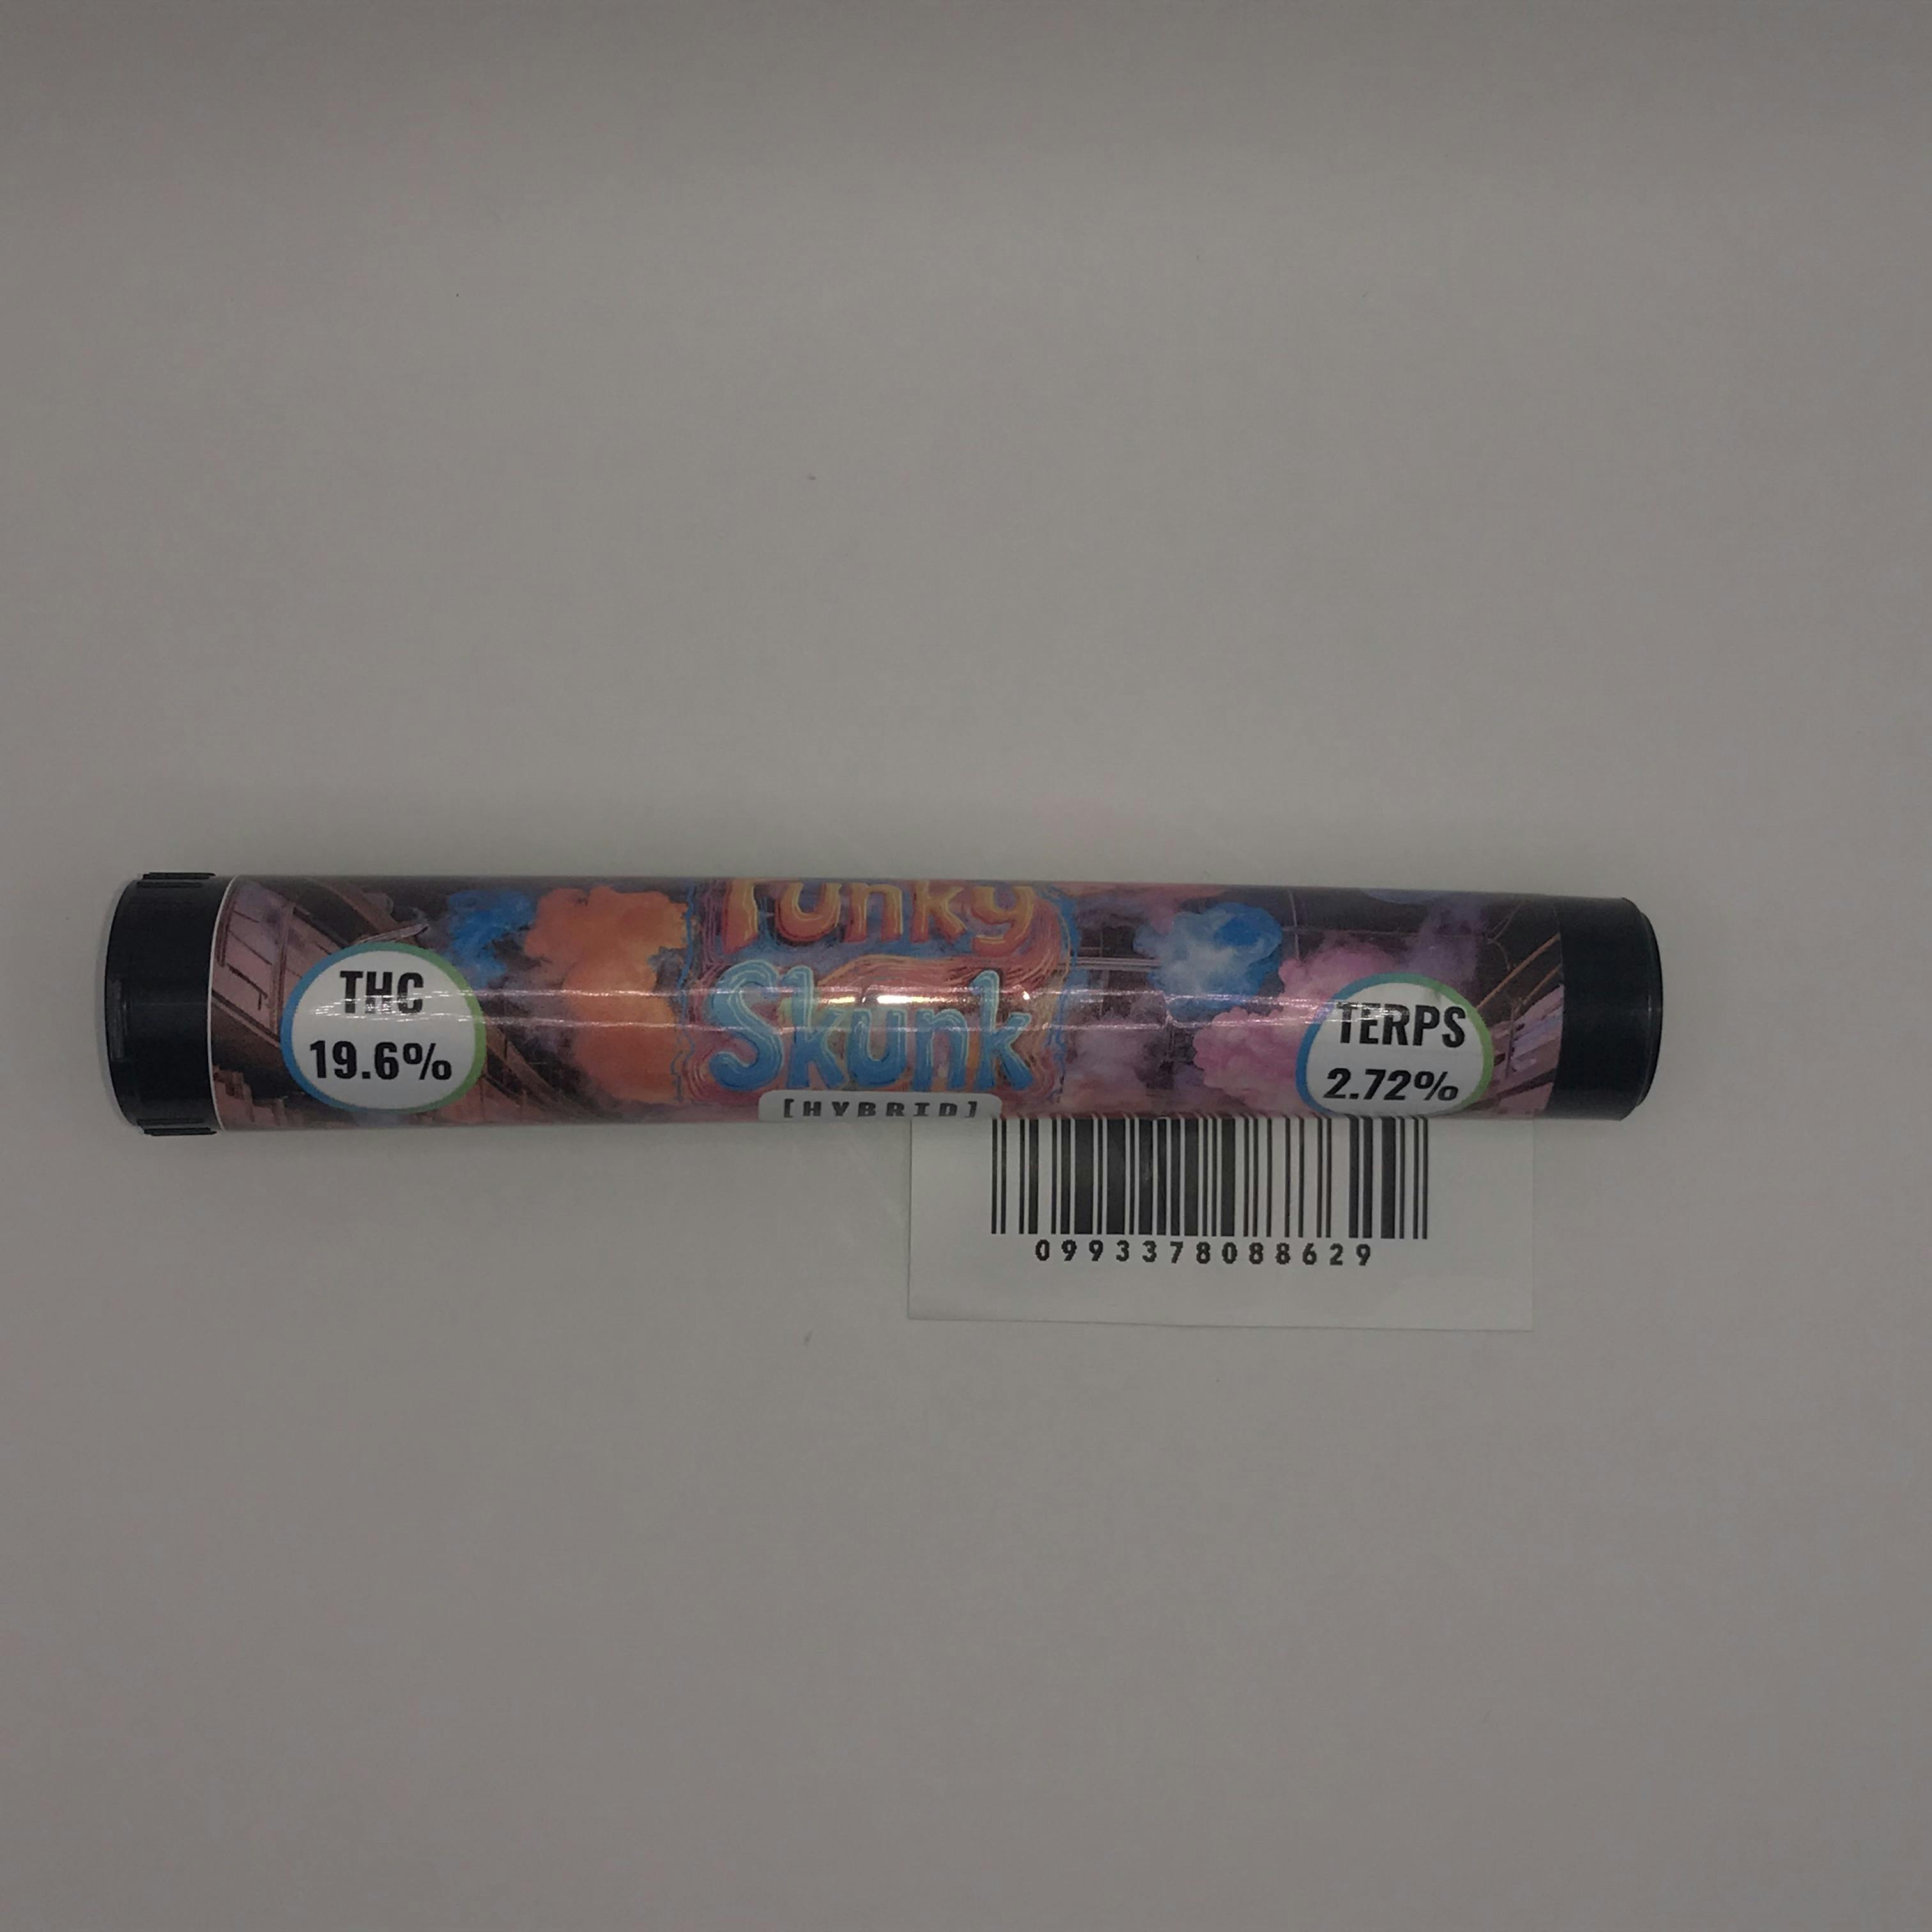 Funky
Skunk
[HYBRID]
THC
19.6%
TERPS
2.72%
0993378088629